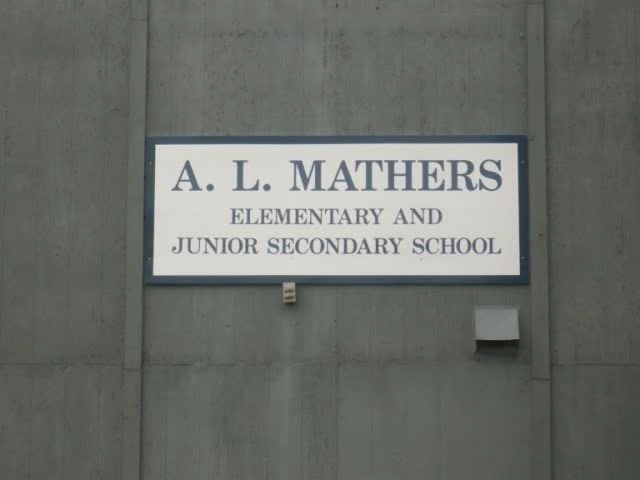 A. L. MATHERS
ELEMENTARY AND
JUNIOR SECONDARY SCHOOL